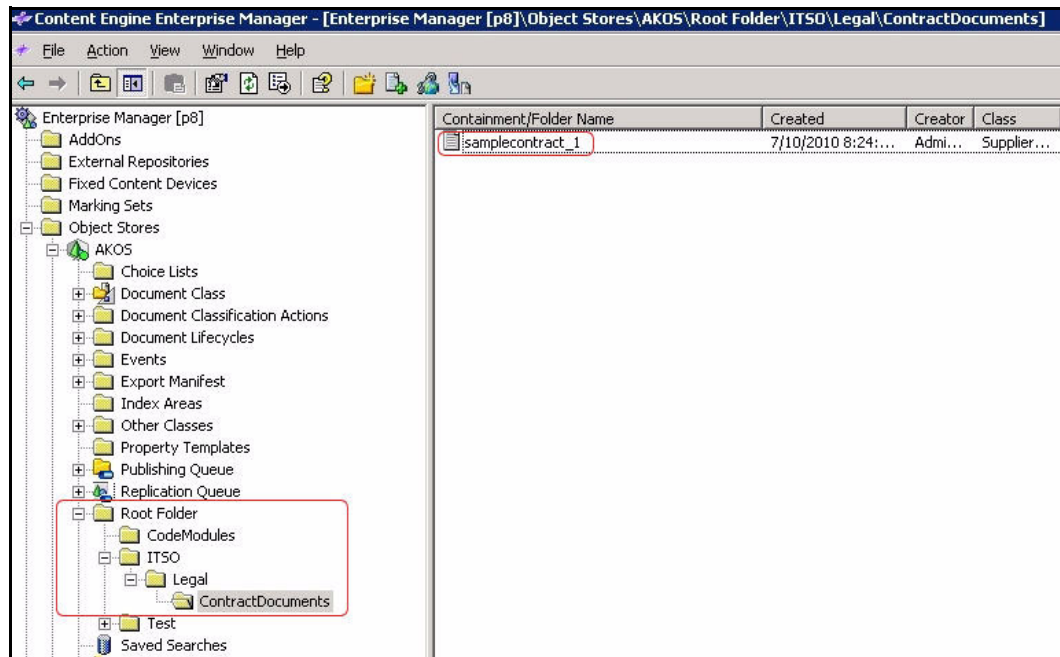 Content Engine Enterprise Manager - [Enterprise Manager [p8]\Object Stores\AKOS\Root Folder\ITSO\Legal\ContractDocuments]
File Action View Window Help
Enterprise Manager [p8]
AddOns
External Repositories
Fixed Content Devices
Marking Sets
Object Stores
AKOS
Choice Lists
Document Class
Document Classification Actions
Document Lifecycles
Events
Export Manifest
Index Areas
Other Classes
Property Templates
Publishing Queue
Replication Queue
Root Folder
CodeModules
ITSO
Legal
ContractDocuments
Test
Saved Searches
Containment/Folder Name Created Creator Class
samplecontract_1 7/10/2010 8:24:... Admi... Supplier...